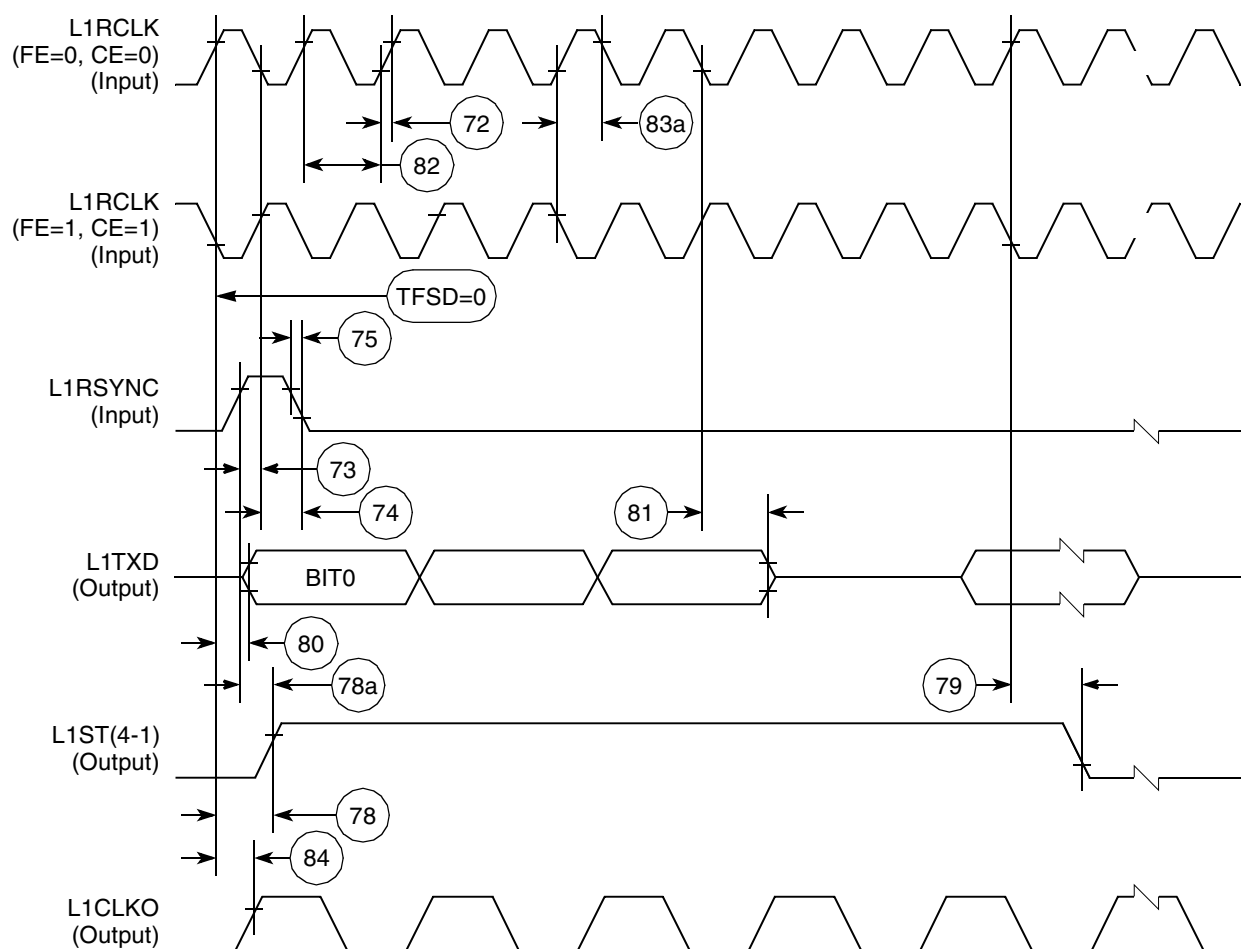 L1RCLK
(FE=0, CE=0)
(Input)
72
83a
82
L1RCLK
(FE=1, CE=1)
(Input)
TFSD=0
75
L1RSYNC
(Input)
73
74
81
L1TXD
(Output)
BIT0
80
78a
79
L1ST(4-1)
(Output)
78
84
L1CLKO
(Output)